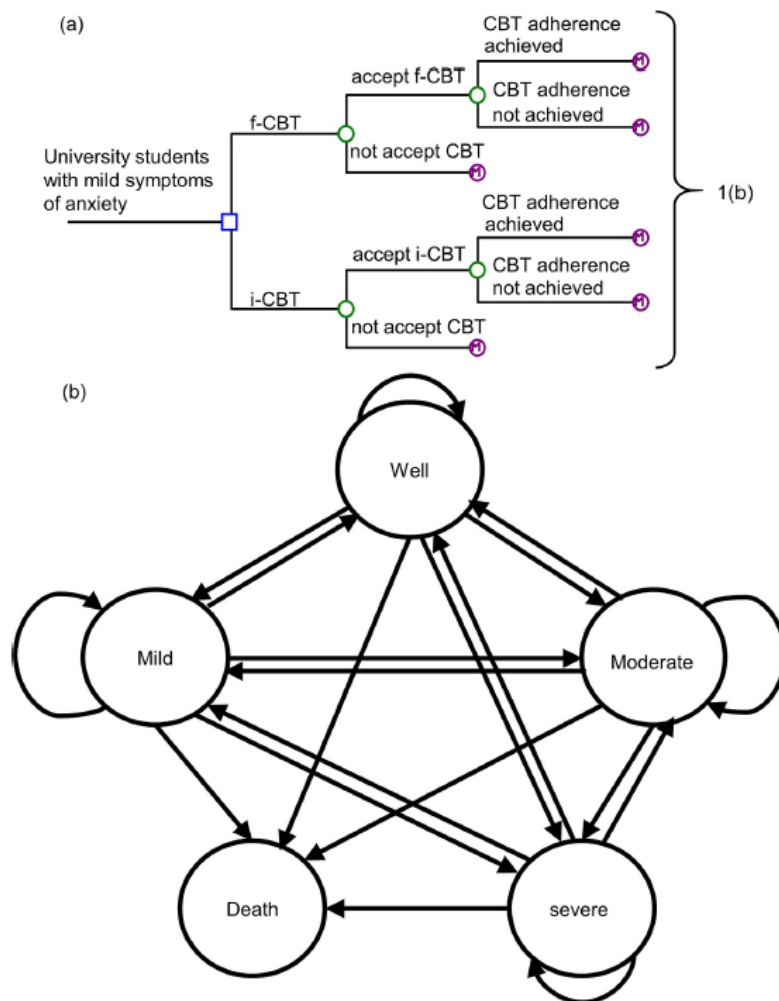 (a)
CBT adherence
achieved
M
accept f-CBT
CBT adherence
not achieved
M
f-CBT
not accept CBT
M
University students
with mild symptoms
of anxiety
1(b)
CBT adherence
achieved
M
accept i-CBT
CBT adherence
not achieved
M
i-CBT
not accept CBT
M
(b)
Well
Mild
Moderate
Death
severe